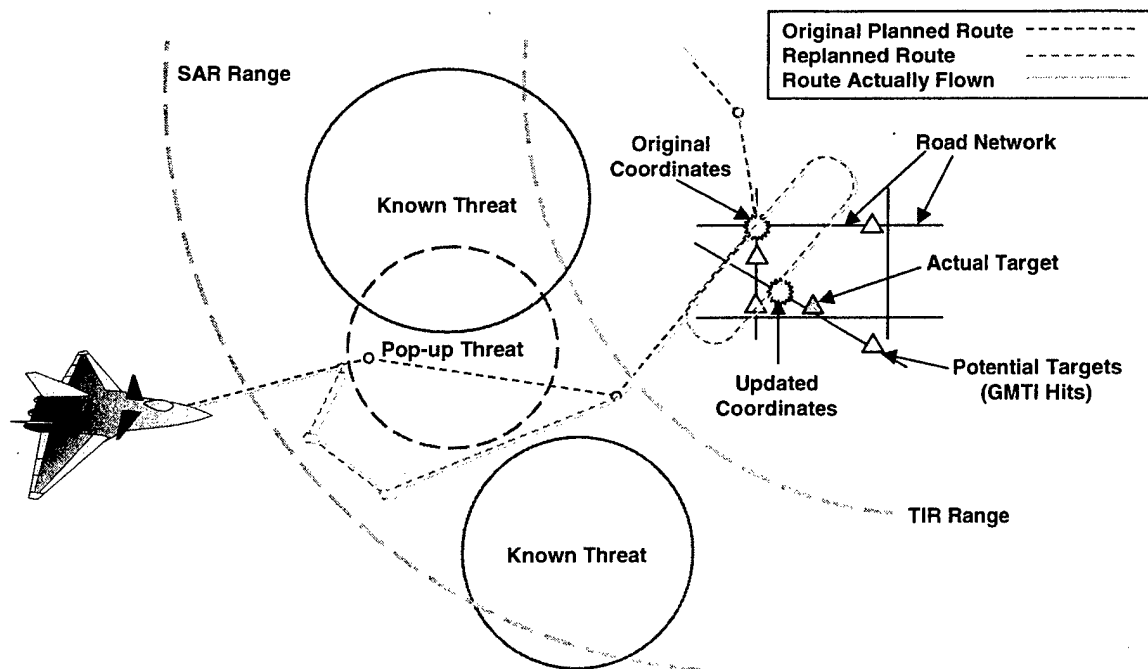 Original Planned Route
Replanned Route
Route Actually Flown
SAR Range
Original
Coordinates
Road Network
Known Threat
Actual Target
Pop-up Threat
Updated
Coordinates
Potential Targets
(GMTI Hits)
TIR Range
Known Threat